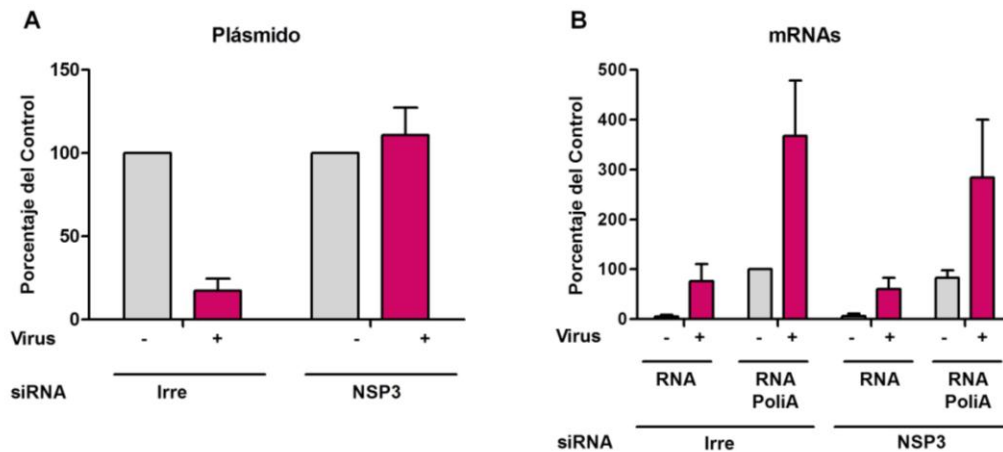 A
Plásmido
Porcentaje del Control
150
100
50
0
Virus - + - +
siRNA Irre NSP3
B
mRNAs
Porcentaje del Control
500
400
300
200
100
0
Virus - + - + - + - +
RNA RNA RNA RNA
PoliA PoliA
siRNA Irre NSP3